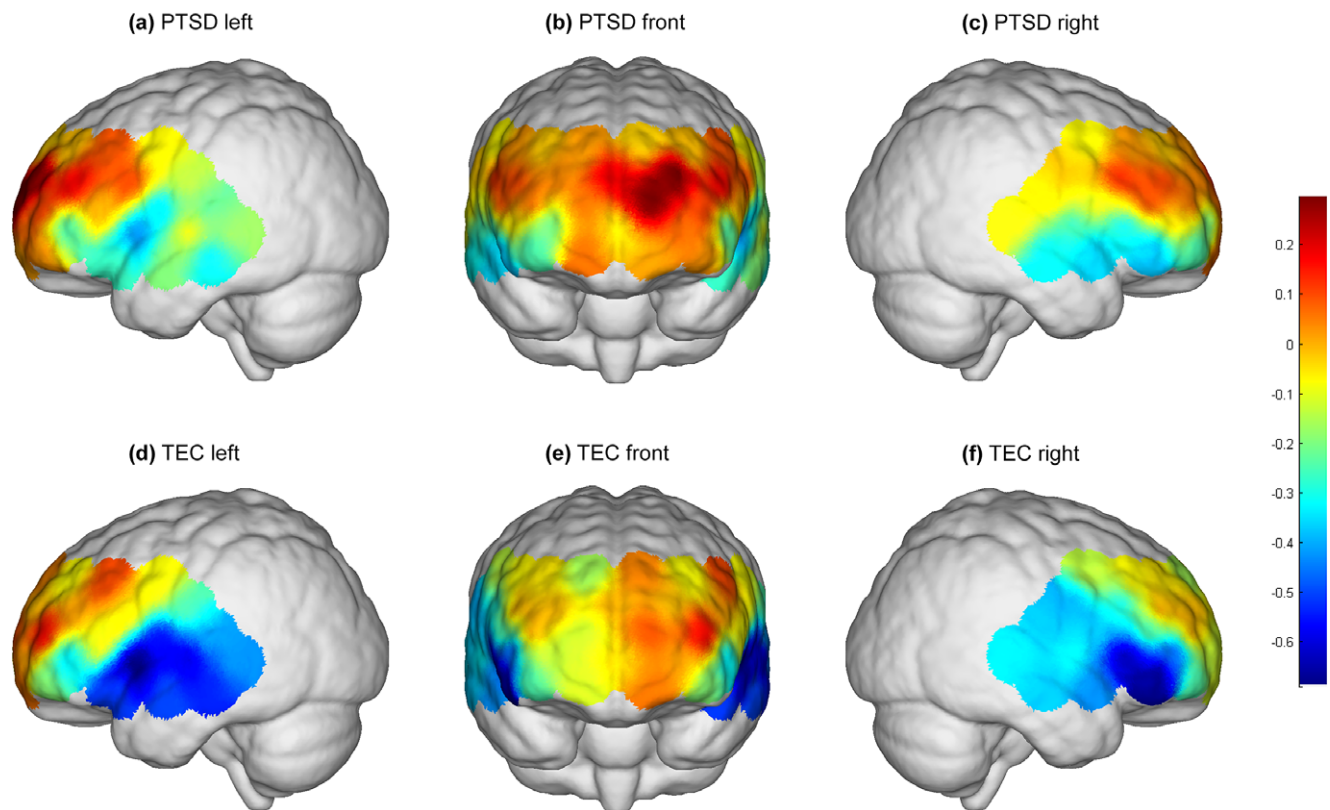 (a) PTSD left
(b) PTSD front
(c) PTSD right
0.2
0.1
0
-0.1
-0.2
-0.3
-0.4
-0.5
-0.6
(d) TEC left
(e) TEC front
(f) TEC right